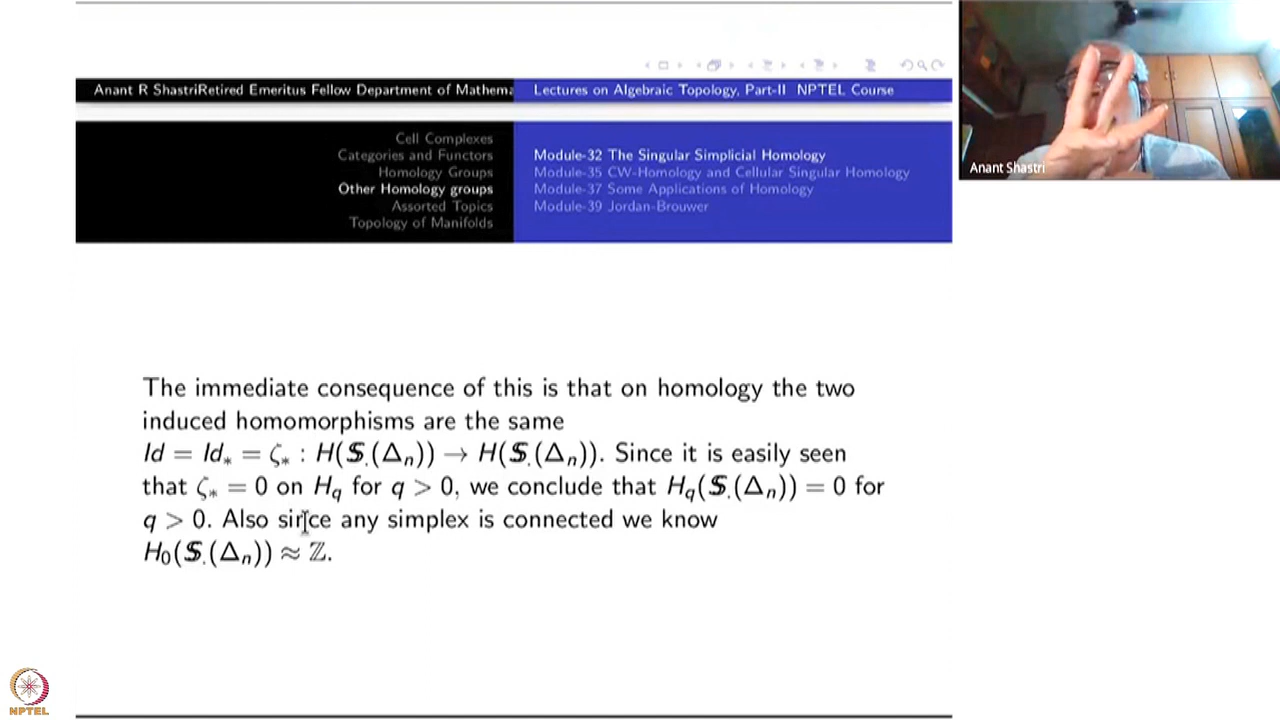 Anant R ShastriRetired Emeritus Fellow Department of Mathema
Lectures on Algebraic Topology, Part-II NPTEL Course
Cell Complexes
Categories and Functors
Homology Groups
Other Homology groups
Assorted Topics
Topology of Manifolds
Module-32 The Singular Simplicial Homology
Module-35 CW-Homology and Cellular Singular Homology
Module-37 Some Applications of Homology
Module-39 Jordan-Brouwer
Anant Shastri
The immediate consequence of this is that on homology the two
induced homomorphisms are the same
Id = Id_* = ζ_* : H(𝕊.(Δ_n)) → H(𝕊.(Δ_n)). Since it is easily seen
that ζ_* = 0 on H_q for q > 0, we conclude that H_q(𝕊.(Δ_n)) = 0 for
q > 0. Also since any simplex is connected we know
H_0(𝕊.(Δ_n)) ≈ ℤ.
NPTEL